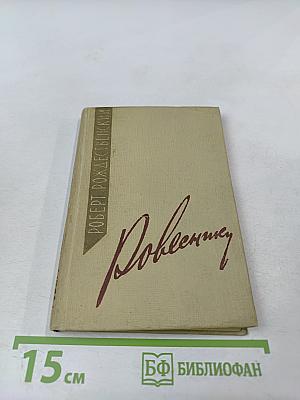 РОБЕРТ РОЖДЕСТВЕНСКИЙ
Ровеснику
15 см
БФ БИБЛИОФАН